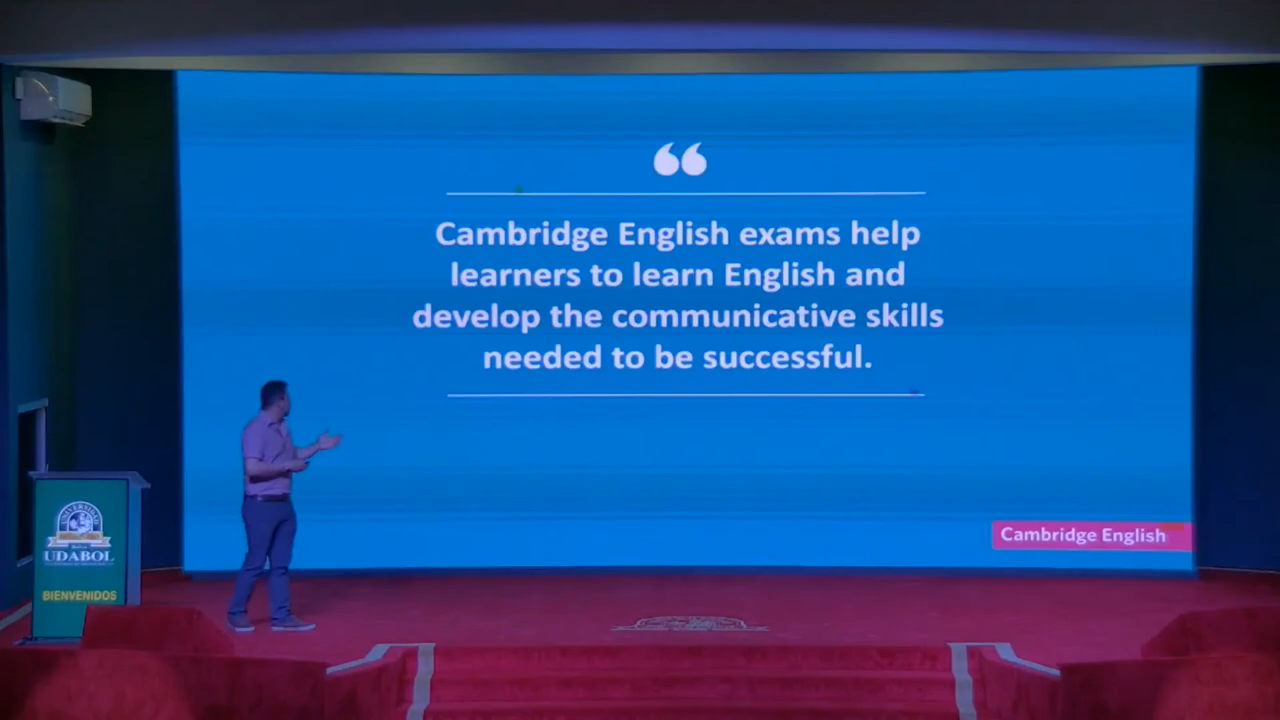 ❝
Cambridge English exams help
learners to learn English and
develop the communicative skills
needed to be successful.
Cambridge English
UNIVERSIDAD
UDABOL
BIENVENIDOS